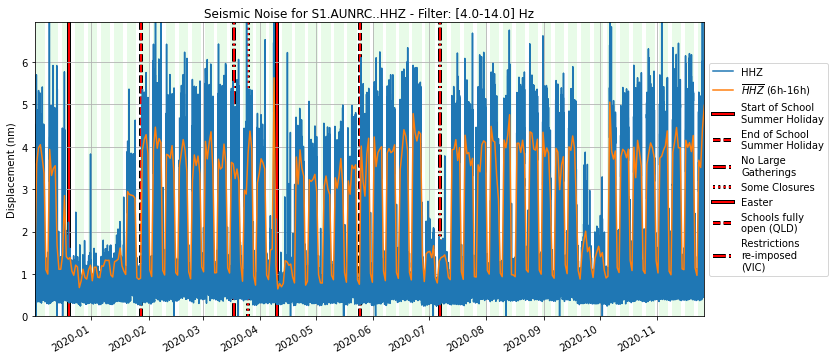 Seismic Noise for S1.AUNRC..HHZ - Filter: [4.0-14.0] Hz
Displacement (nm)
6
5
4
3
2
1
0
2020-01
2020-02
2020-03
2020-04
2020-05
2020-06
2020-07
2020-08
2020-09
2020-10
2020-11
HHZ
HHZ (6h-16h)
Start of School
Summer Holiday
End of School
Summer Holiday
No Large
Gatherings
Some Closures
Easter
Schools fully
open (QLD)
Restrictions
re-imposed
(VIC)